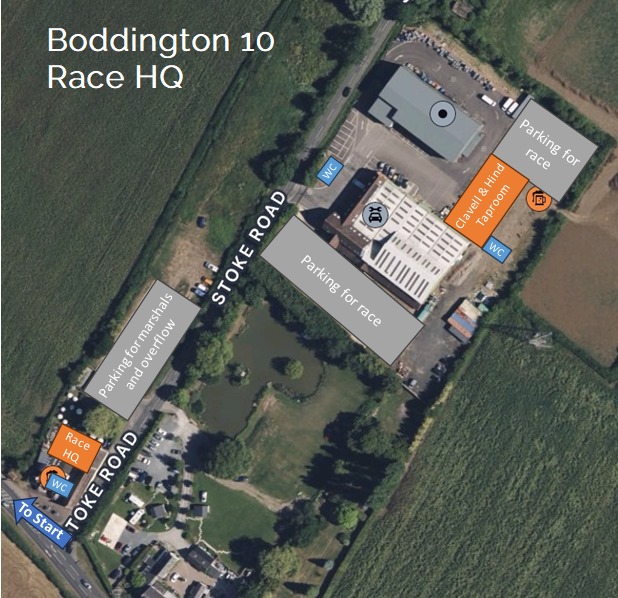 Boddington 10
Race HQ
Parking for
race
WC
Clavell & Hind
Taproom
WC
STOKE ROAD
Parking for race
Parking for marshals
and overflow
Race
HQ
WC
TOKE ROAD
To Start